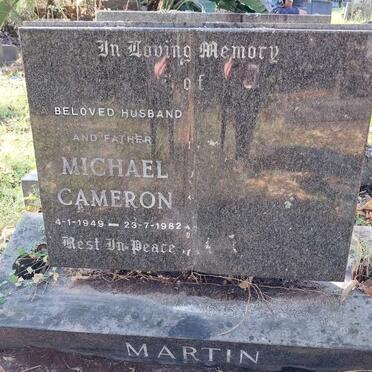 In Loving Memory
of
BELOVED HUSBAND
AND FATHER
MICHAEL
CAMERON
4-1-1949 — 23-7-1982
Rest In Peace
MARTIN